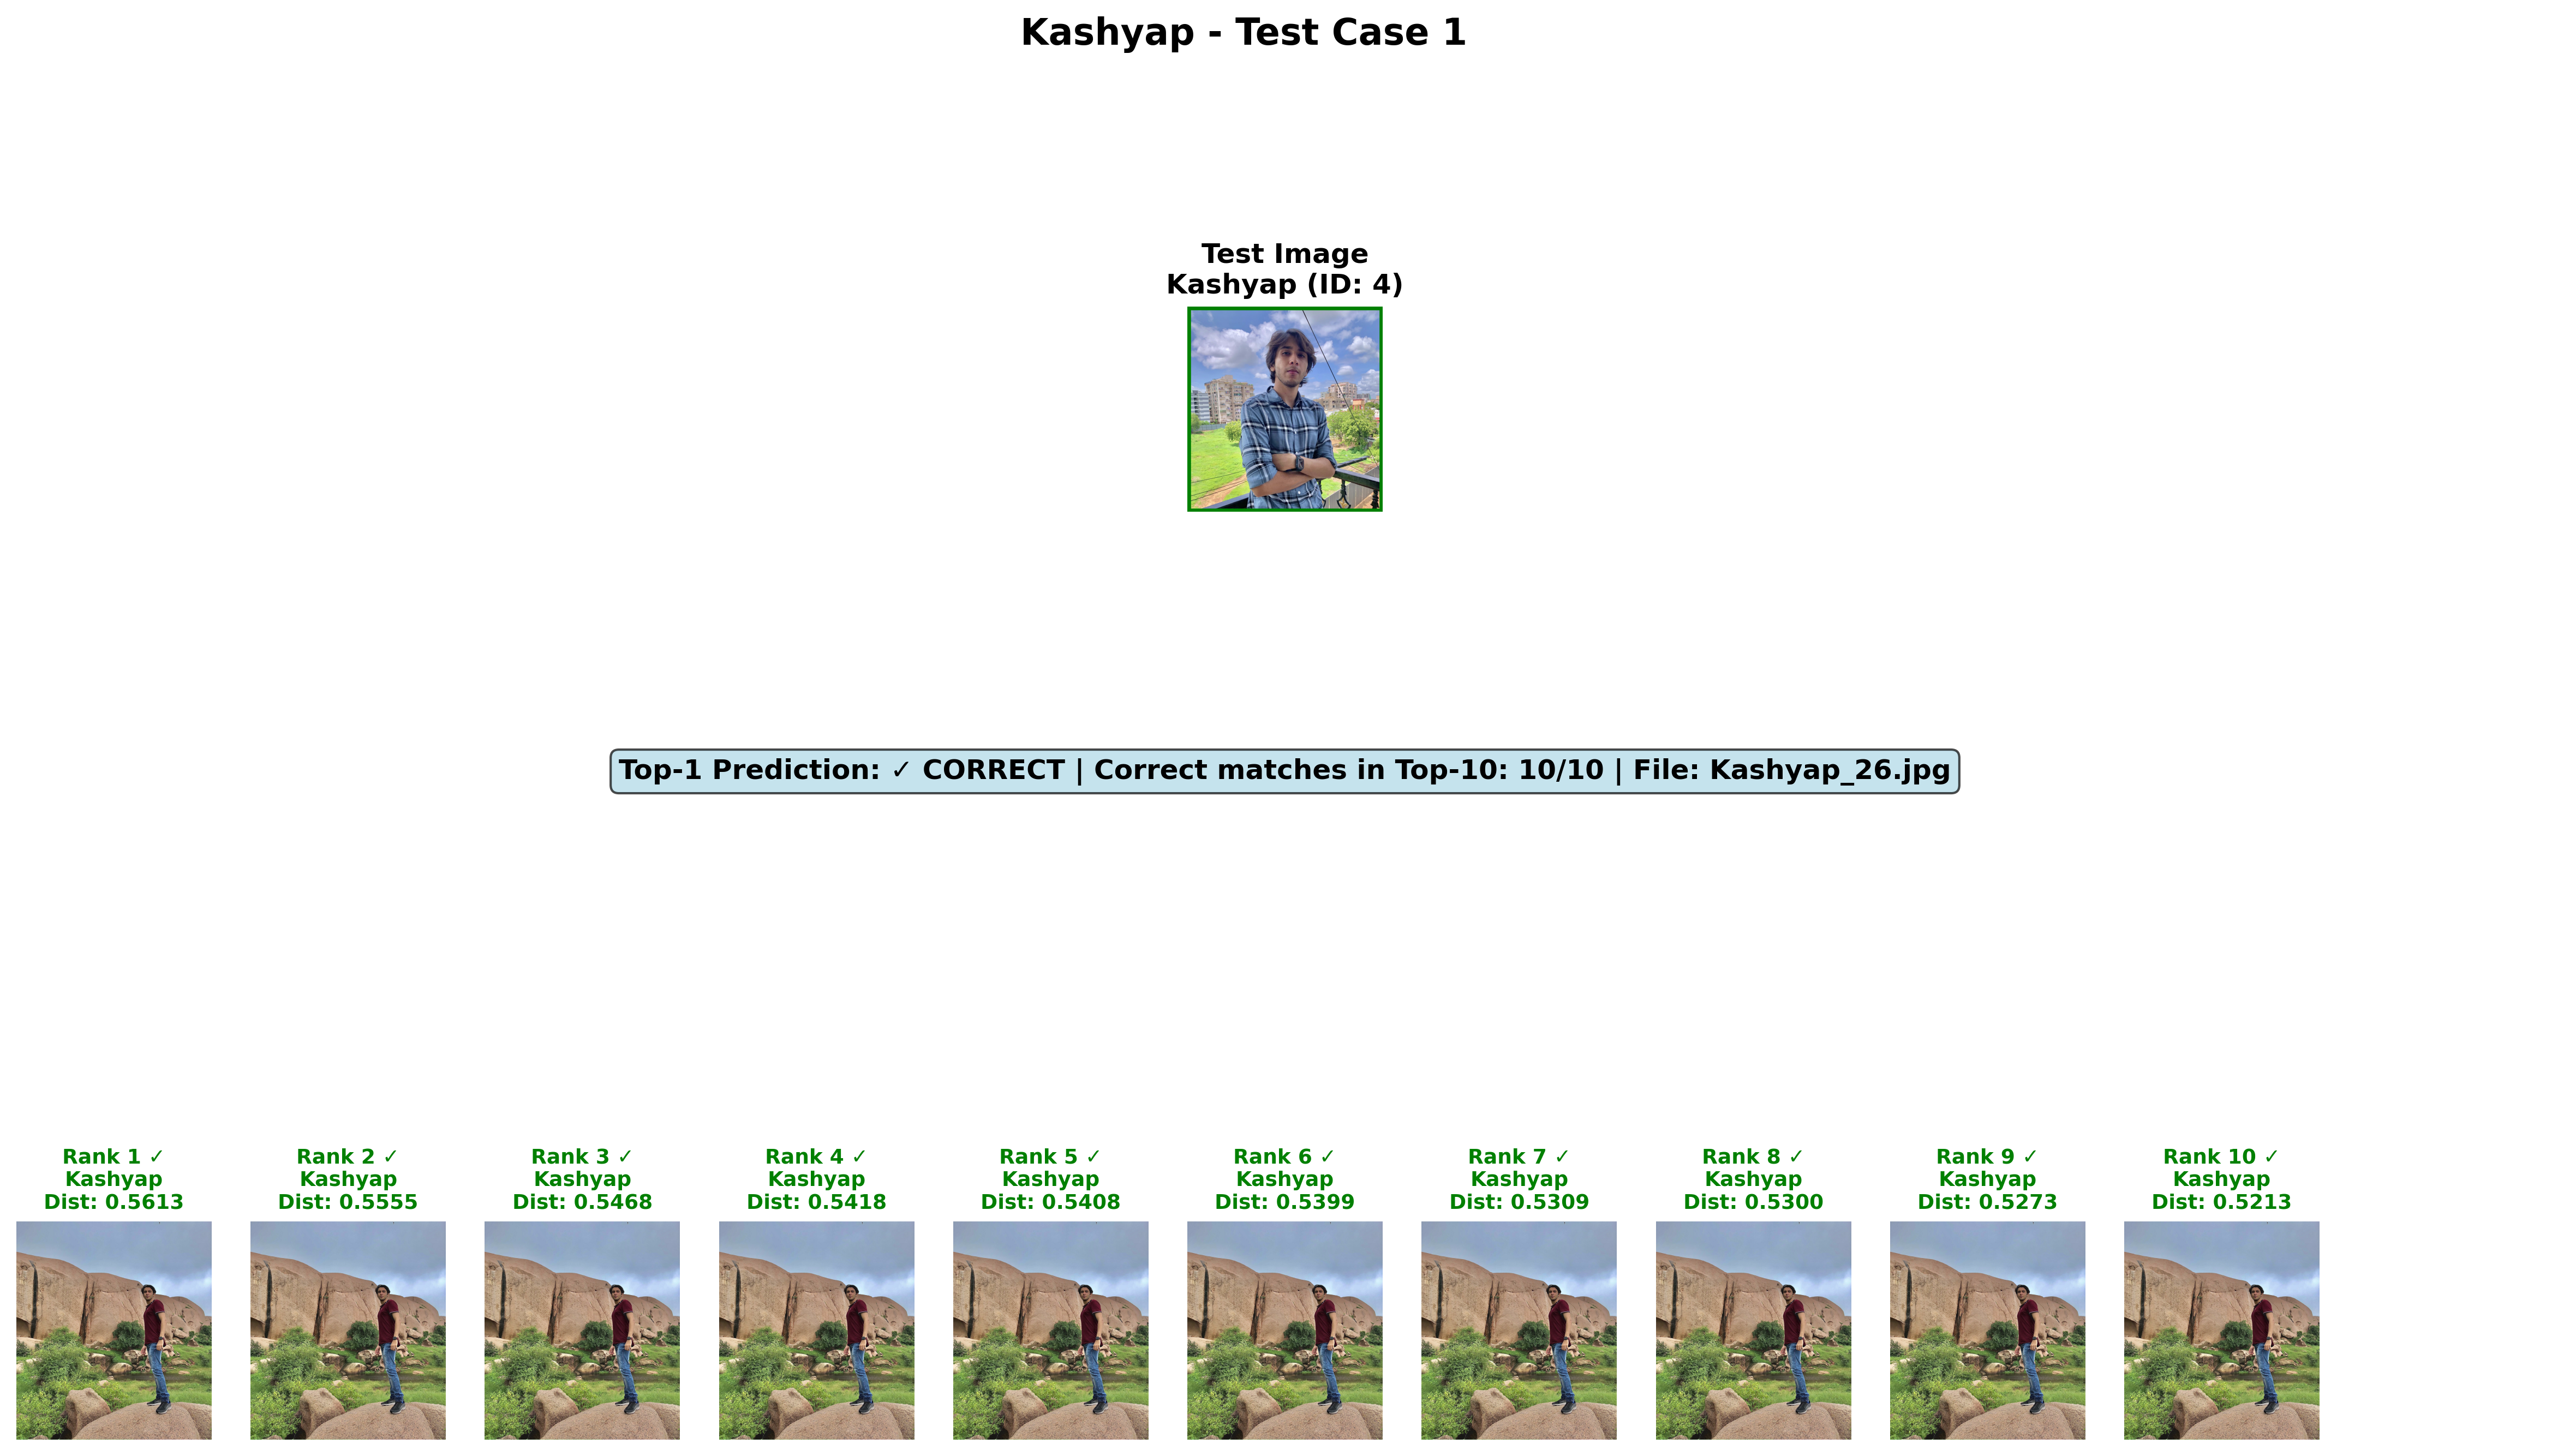 Kashyap - Test Case 1
Test Image
Kashyap (ID: 4)
Top-1 Prediction: ✓ CORRECT | Correct matches in Top-10: 10/10 | File: Kashyap_26.jpg
Rank 1 ✓
Kashyap
Dist: 0.5613
Rank 2 ✓
Kashyap
Dist: 0.5555
Rank 3 ✓
Kashyap
Dist: 0.5468
Rank 4 ✓
Kashyap
Dist: 0.5418
Rank 5 ✓
Kashyap
Dist: 0.5408
Rank 6 ✓
Kashyap
Dist: 0.5399
Rank 7 ✓
Kashyap
Dist: 0.5309
Rank 8 ✓
Kashyap
Dist: 0.5300
Rank 9 ✓
Kashyap
Dist: 0.5273
Rank 10 ✓
Kashyap
Dist: 0.5213